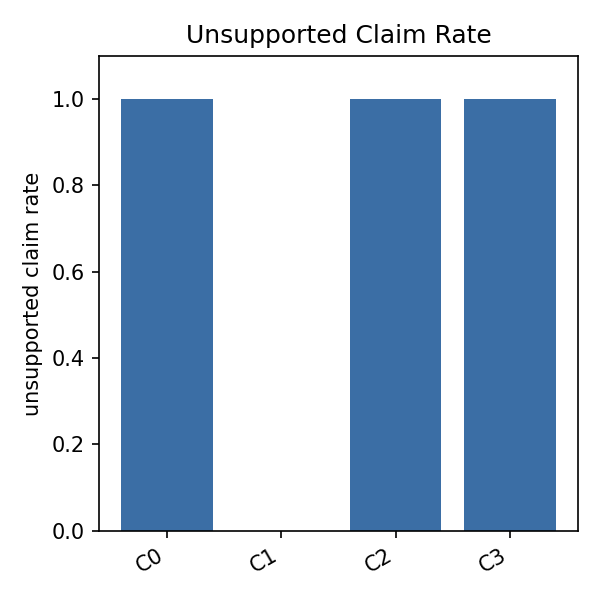 Unsupported Claim Rate
unsupported claim rate
1.0
0.8
0.6
0.4
0.2
0.0
C0
C1
C2
C3